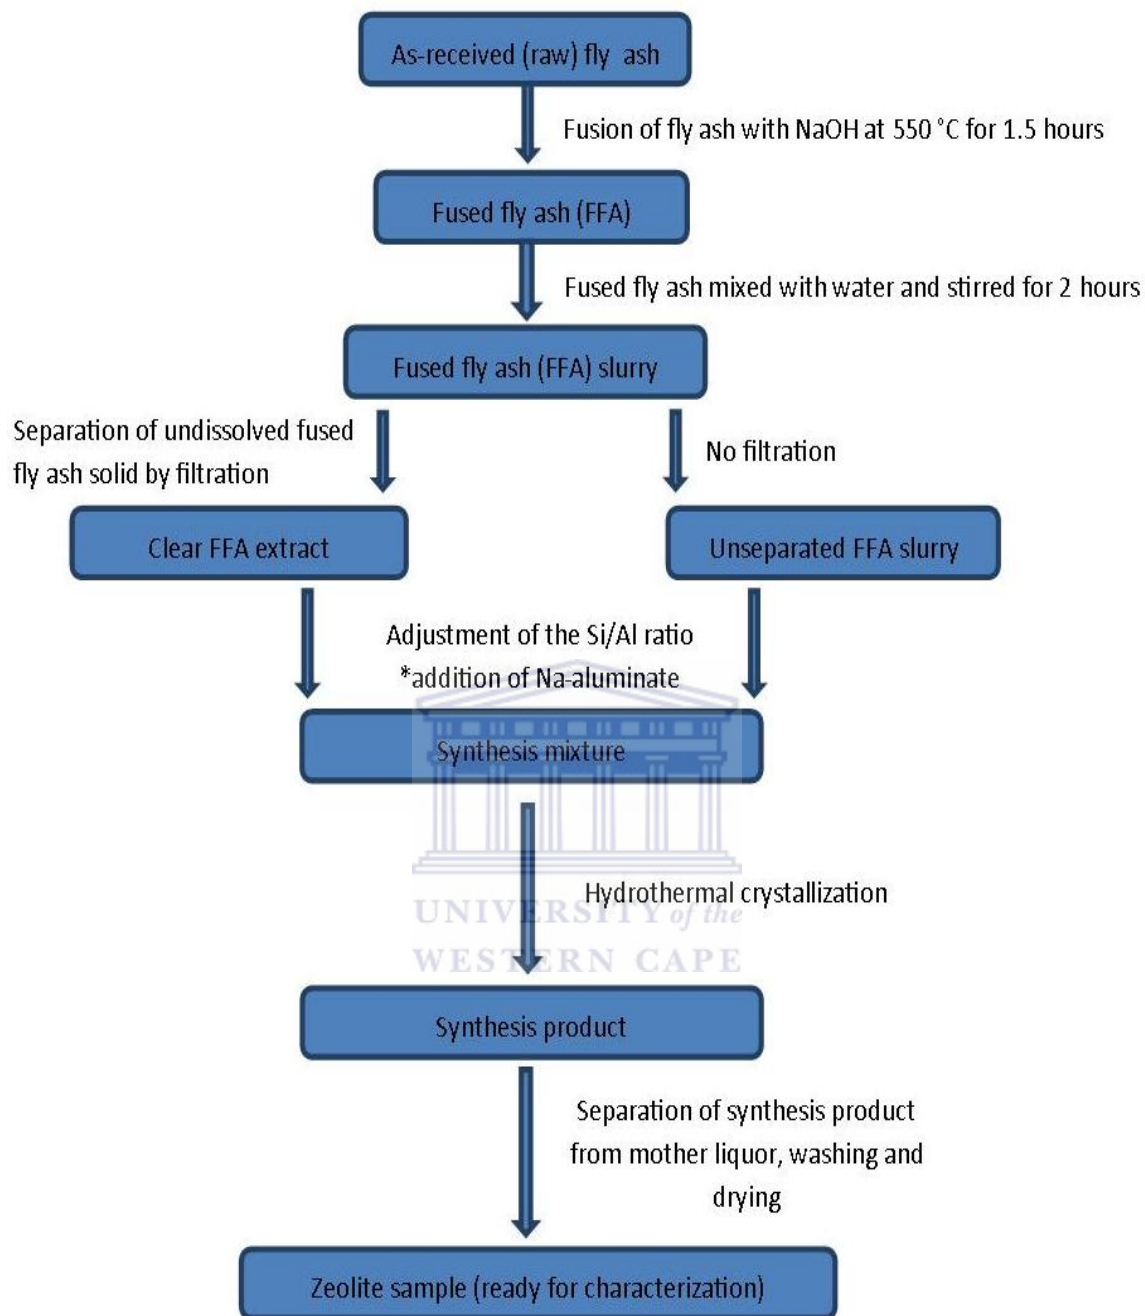 As-received (raw) fly ash
Fusion of fly ash with NaOH at 550 °C for 1.5 hours
Fused fly ash (FFA)
Fused fly ash mixed with water and stirred for 2 hours
Fused fly ash (FFA) slurry
Separation of undissolved fused
fly ash solid by filtration
No filtration
Clear FFA extract
Unseparated FFA slurry
Adjustment of the Si/Al ratio
*addition of Na-aluminate
Synthesis mixture
Hydrothermal crystallization
UNIVERSITY of the
WESTERN CAPE
Synthesis product
Separation of synthesis product
from mother liquor, washing and
drying
Zeolite sample (ready for characterization)